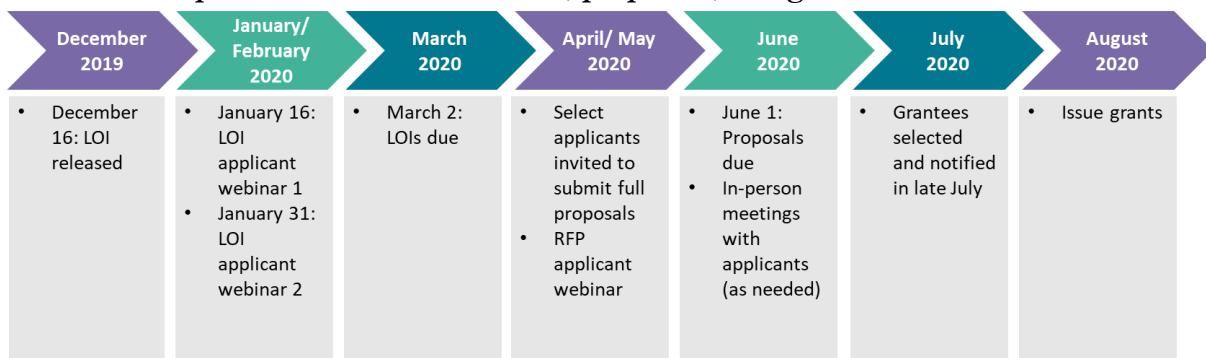 December
2019
January/
February
2020
March
2020
April/ May
2020
June
2020
July
2020
August
2020
• December
16: LOI
released
• January 16:
LOI
applicant
webinar 1
• January 31:
LOI
applicant
webinar 2
• March 2:
LOIs due
• Select
applicants
invited to
submit full
proposals
• RFP
applicant
webinar
• June 1:
Proposals
due
• In-person
meetings
with
applicants
(as needed)
• Grantees
selected
and notified
in late July
• Issue grants